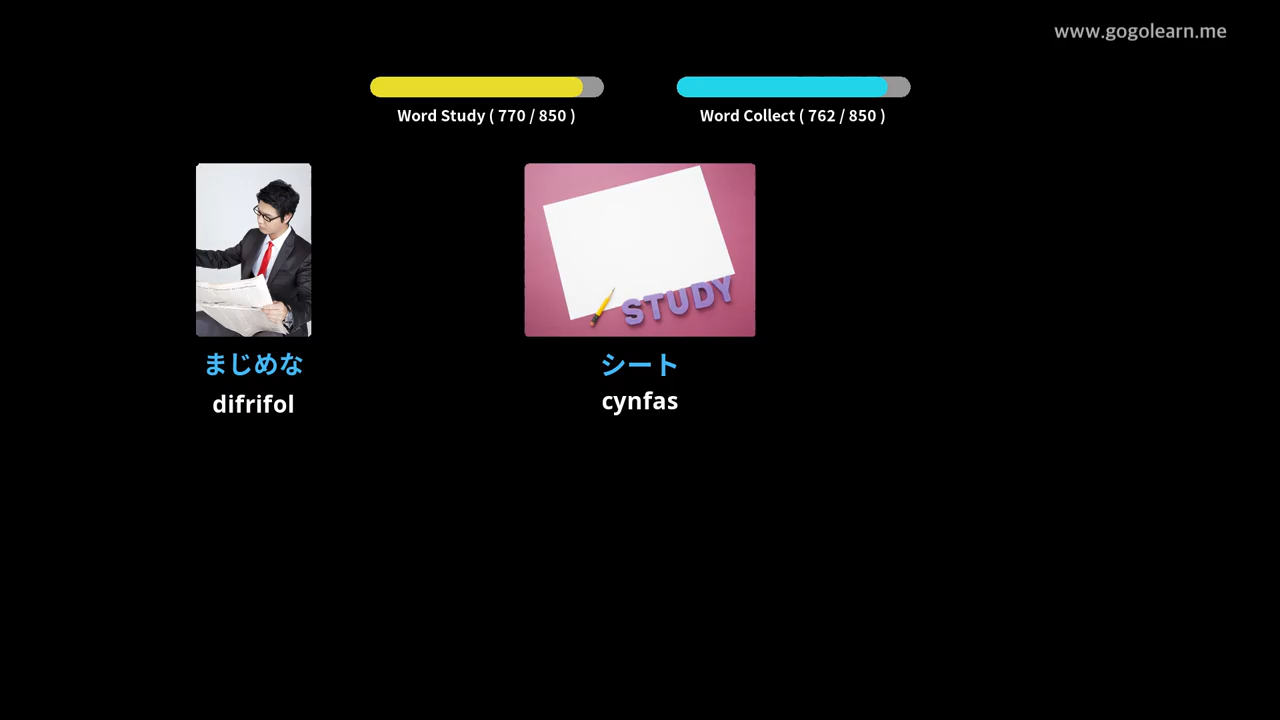 www.gogolearn.me
Word Study ( 770 / 850 )
Word Collect ( 762 / 850 )
STUDY
まじめな
シート
difrifol
cynfas